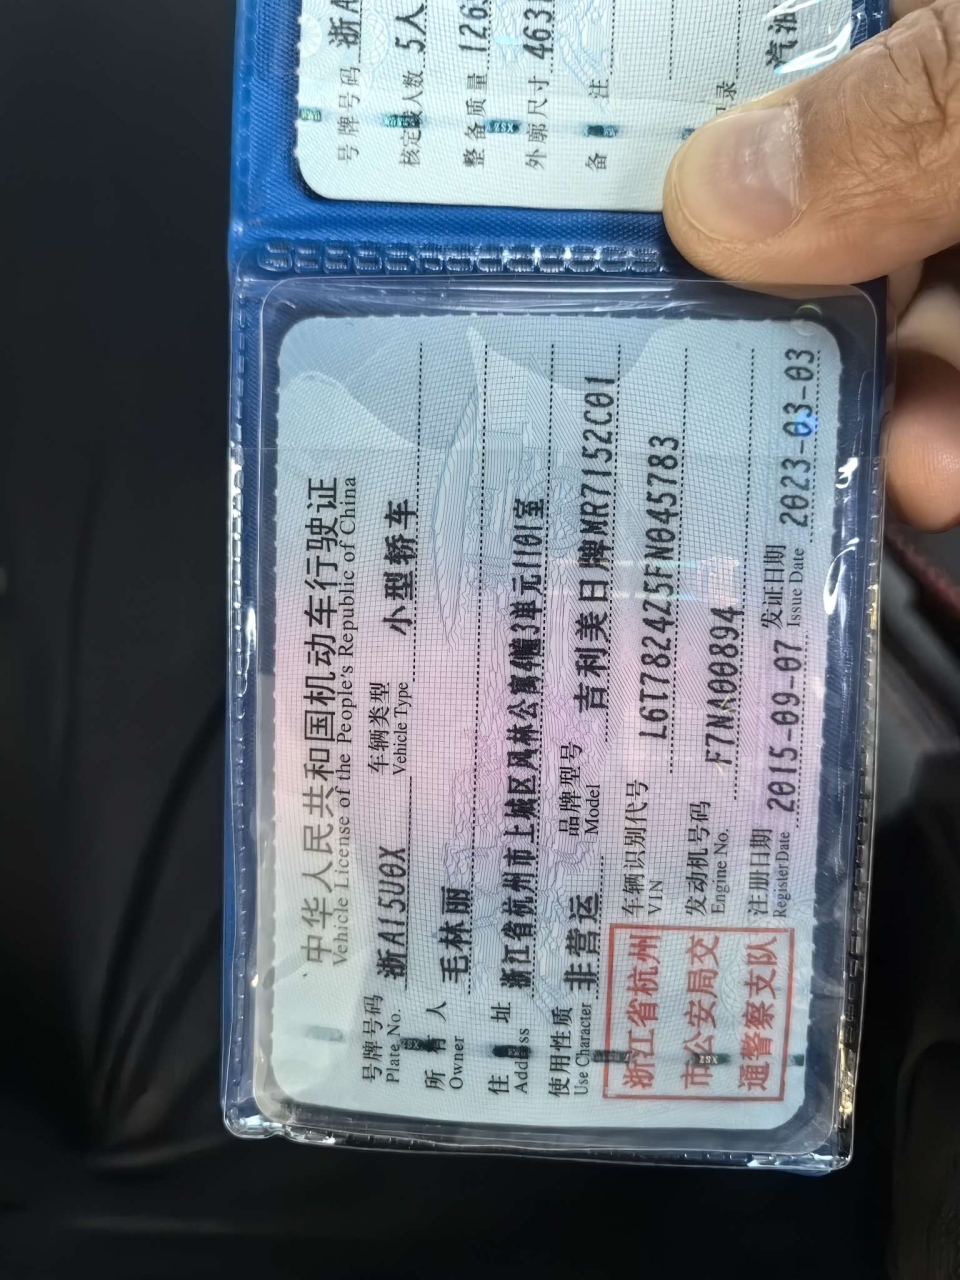 中华人民共和国机动车行驶证
Vehicle License of the People's Republic of China
号牌号码 浙A15U0X 车辆类型 小型轿车
Plate No. Vehicle Type
所有人 毛林丽
Owner
住址 浙江省杭州市上城区风林公寓4幢3单元1101室
Address
使用性质 非营运 品牌型号 吉利美日牌MR7152C01
Use Character Model
浙江省杭州
市公安局交
通警察支队
车辆识别代号 L6T7824Z5FN045783
VIN
发动机号码 F7NA00894
Engine No.
注册日期 2015-09-07 发证日期 2023-03-03
Register Date Issue Date
号牌号码 浙A
核定载人数 5人
整备质量 126
外廓尺寸 463
备注
汽油